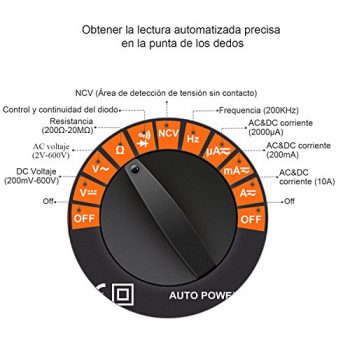 Obtener la lectura automatizada precisa
en la punta de los dedos
NCV (Área de detección de tensión sin contacto)
Control y continuidad del diodo
Frequencia (200KHz)
Resistancia
(200Ω-20MΩ)
AC&DC corriente
(2000μA)
AC voltaje
(2V-600V)
AC&DC corriente
(200mA)
DC Voltaje
(200mV-600V)
AC&DC
corriente (10A)
Off
Off
OFF
V⎓
V~
Ω
NCV
Hz
μA
mA
A
OFF
AUTO POWE